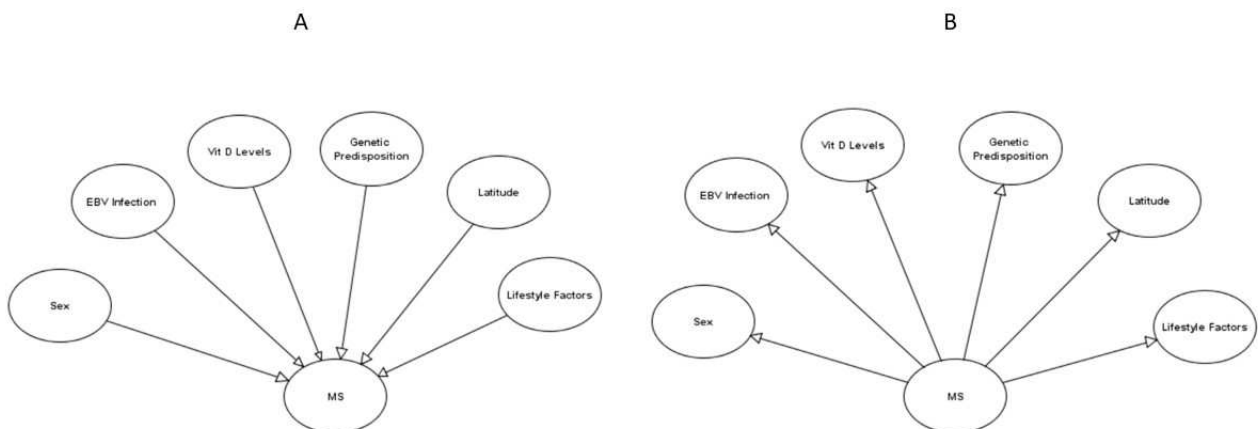 A
B
Vit D Levels
Genetic
Predisposition
EBV Infection
Latitude
Sex
Lifestyle Factors
MS
Vit D Levels
Genetic
Predisposition
EBV Infection
Latitude
Sex
Lifestyle Factors
MS